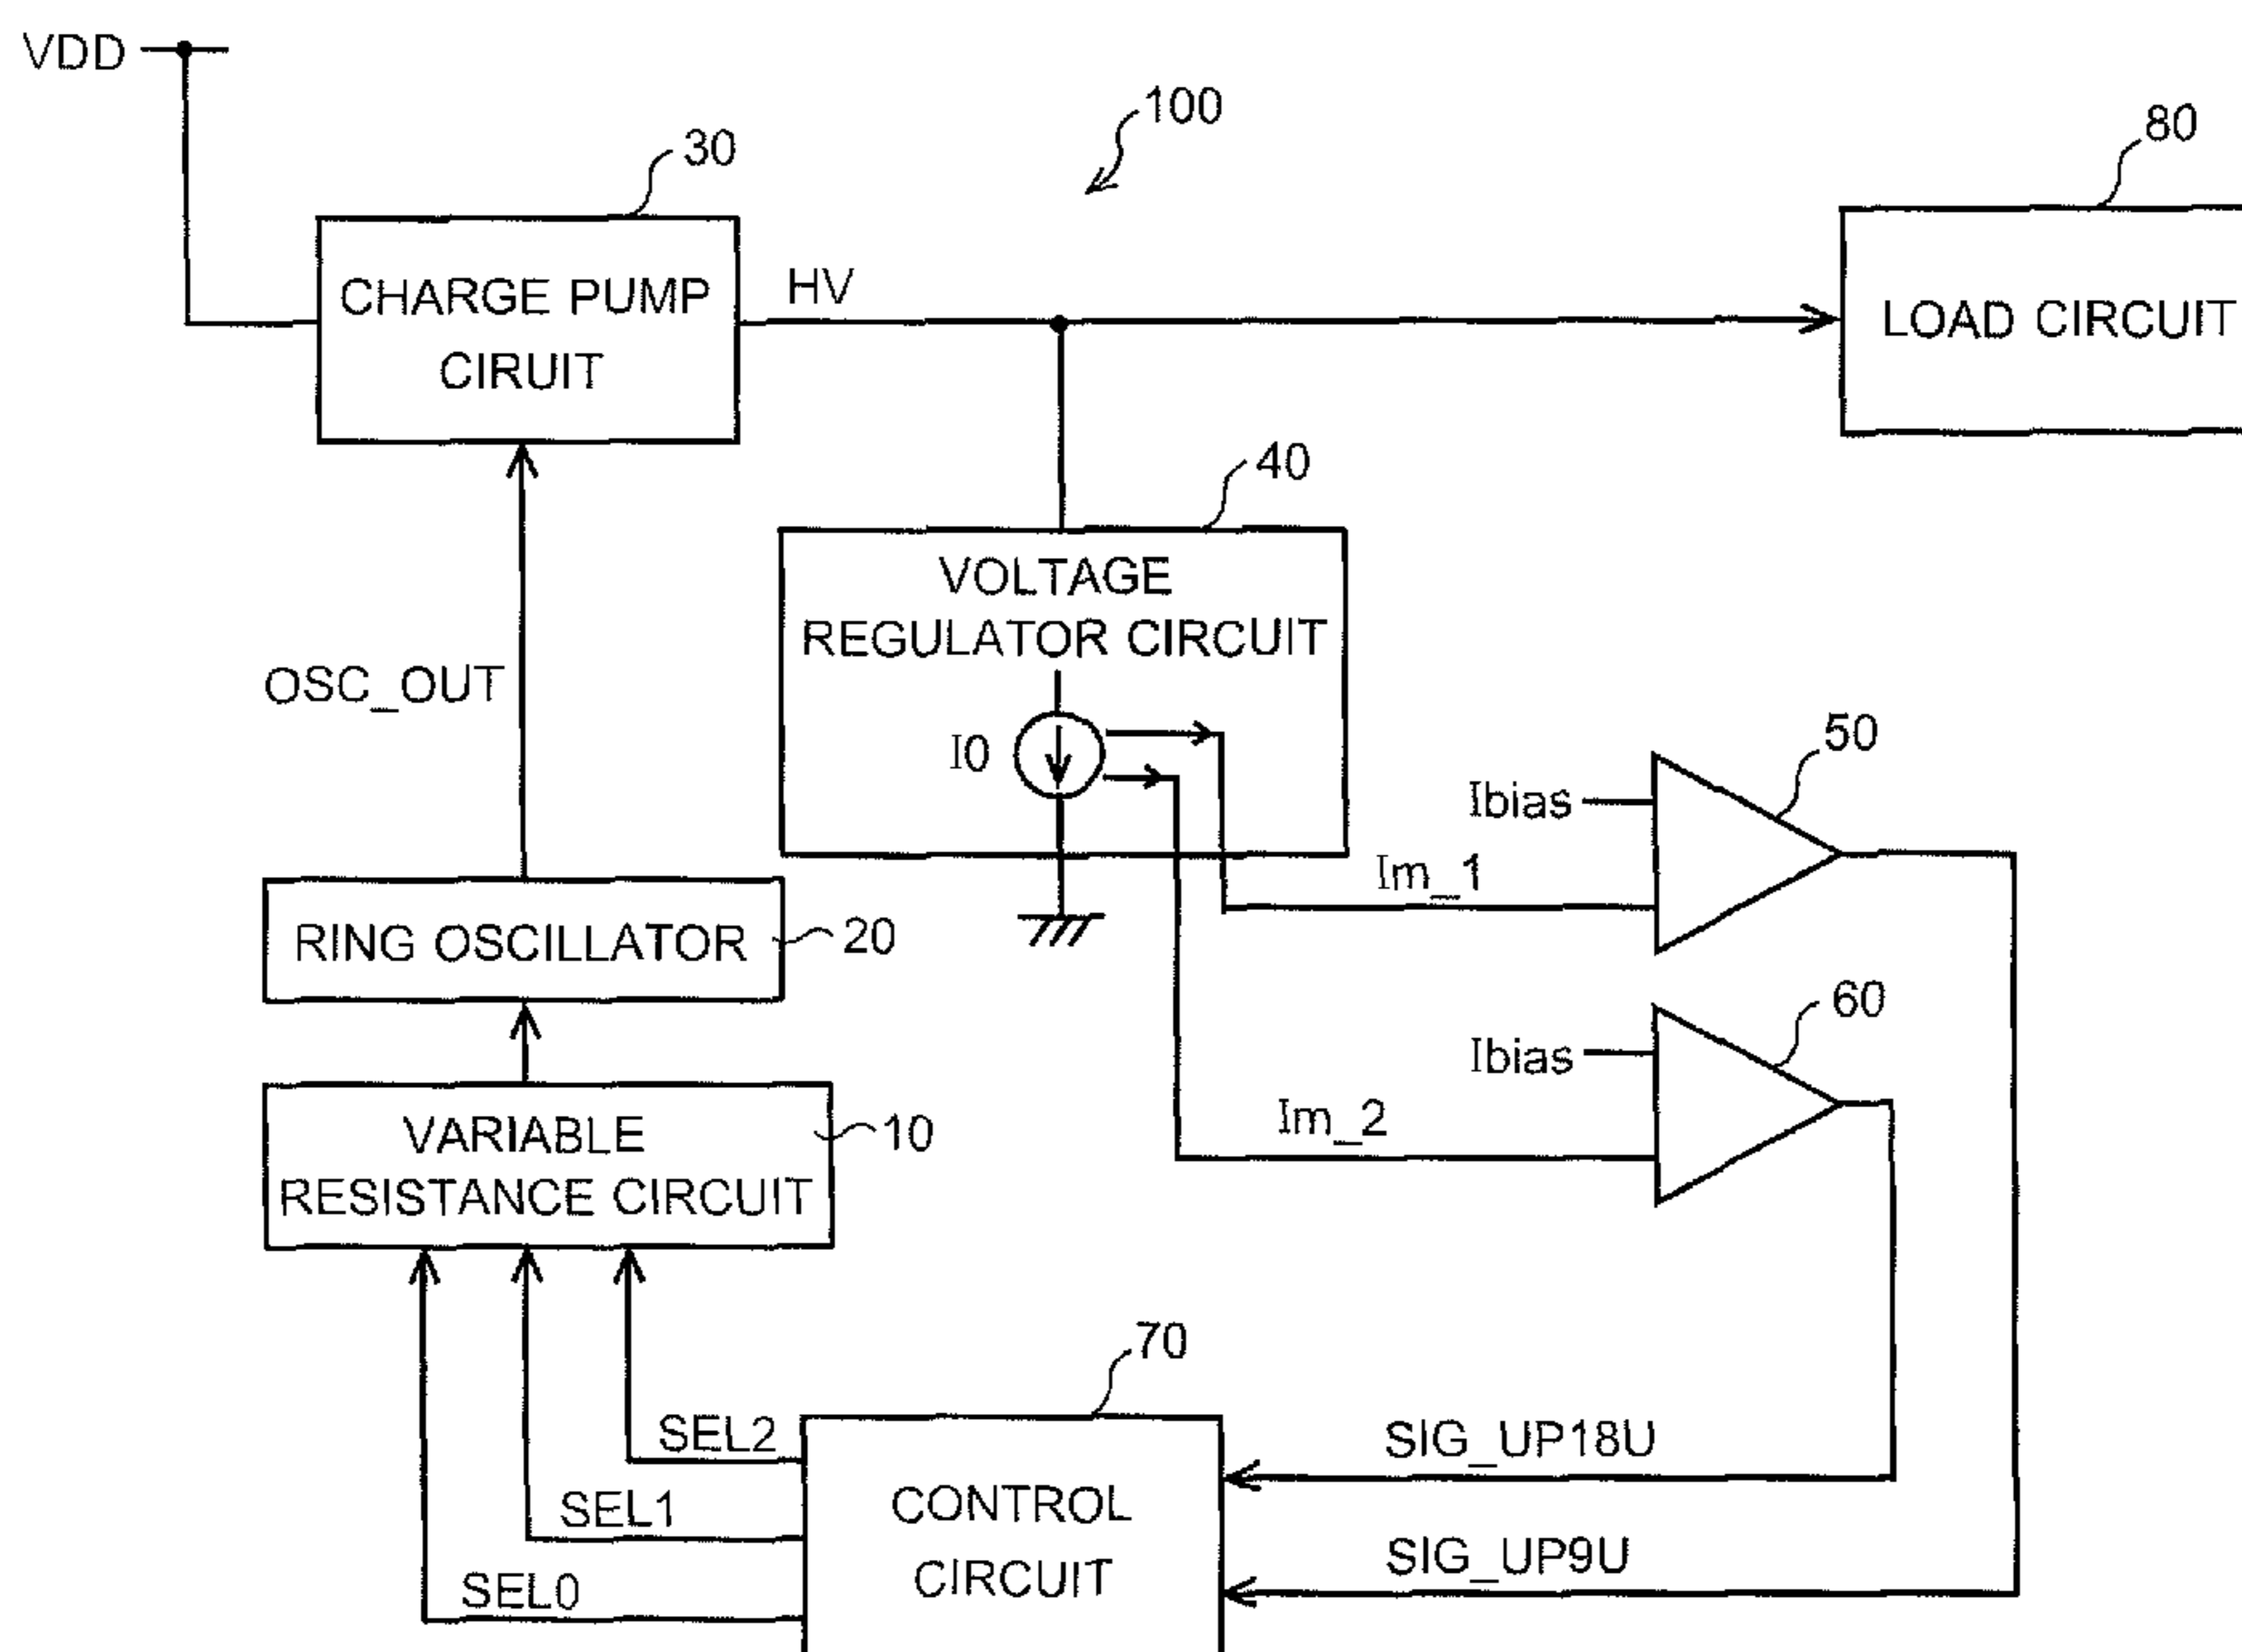 VDD
100
30
80
CHARGE PUMP
CIRUIT
HV
LOAD CIRCUIT
40
VOLTAGE
REGULATOR CIRCUIT
OSC_OUT
I0
50
Ibias
Im_1
RING OSCILLATOR
20
60
Ibias
Im_2
VARIABLE
RESISTANCE CIRCUIT
10
70
SEL2
SIG_UP18U
SEL1
CONTROL
CIRCUIT
SIG_UP9U
SEL0